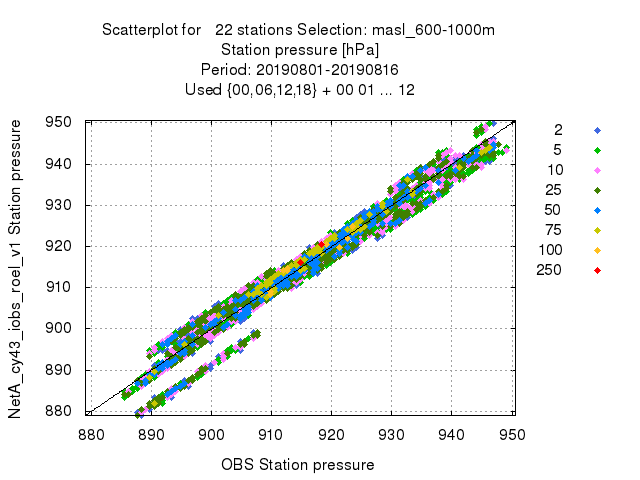 Scatterplot for 22 stations Selection: masl_600-1000m
Station pressure [hPa]
Period: 20190801-20190816
Used {00,06,12,18} + 00 01 ... 12
NetA_cy43_iobs_roel_v1 Station pressure
950
940
930
920
910
900
890
880
880 890 900 910 920 930 940 950
OBS Station pressure
2
5
10
25
50
75
100
250